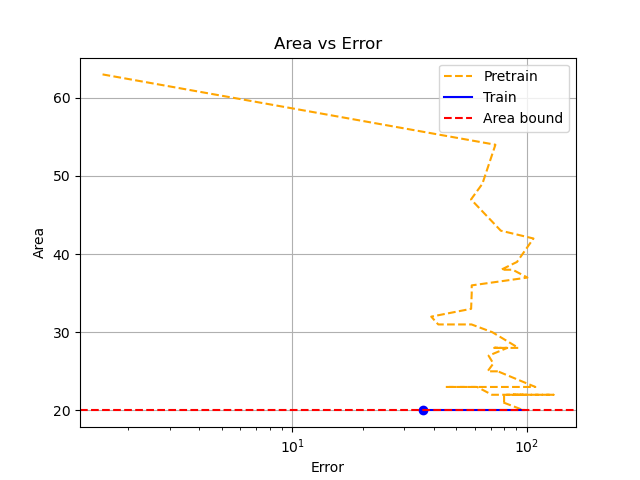 Area vs Error
Pretrain
Train
Area bound
60
50
40
30
20
Area
10¹
10²
Error